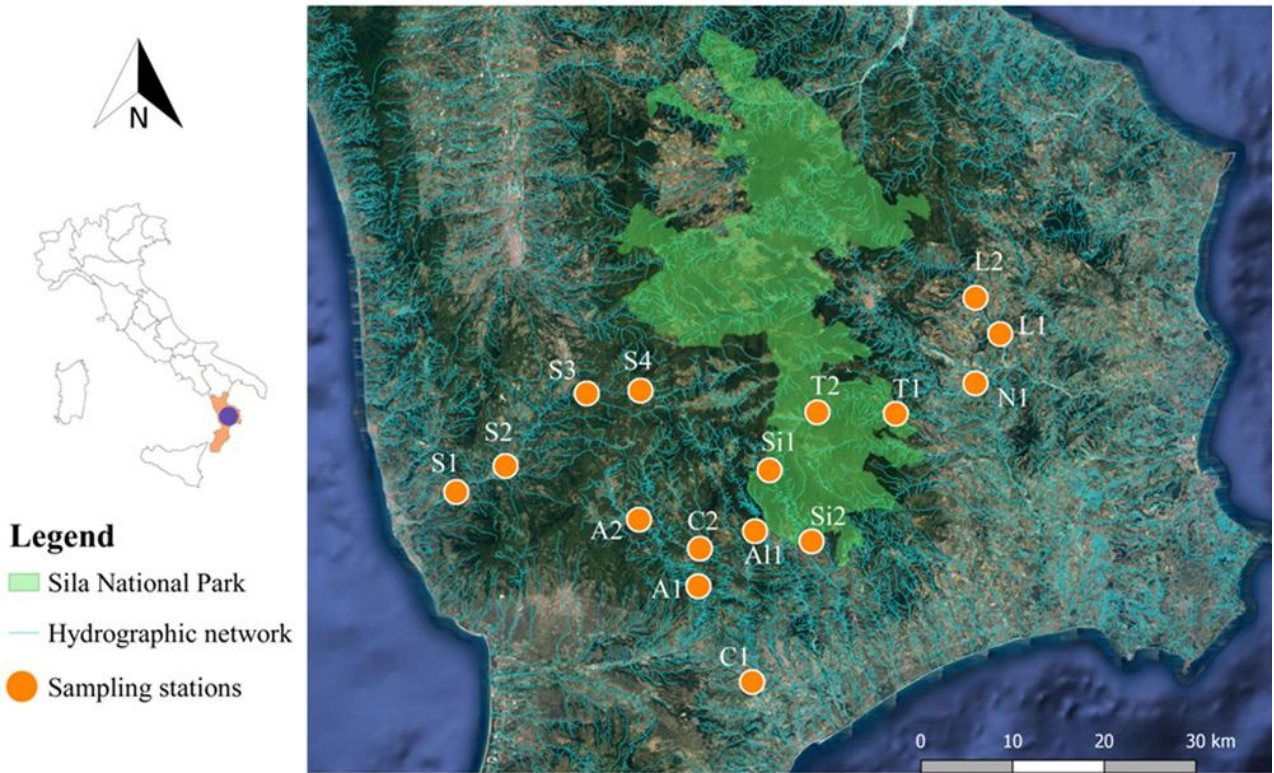 N
Legend
Sila National Park
Hydrographic network
Sampling stations
L2
L1
S3
S4
T2
T1
N1
S2
Si1
S1
A2
C2
Al1
Si2
A1
C1
0 10 20 30 km